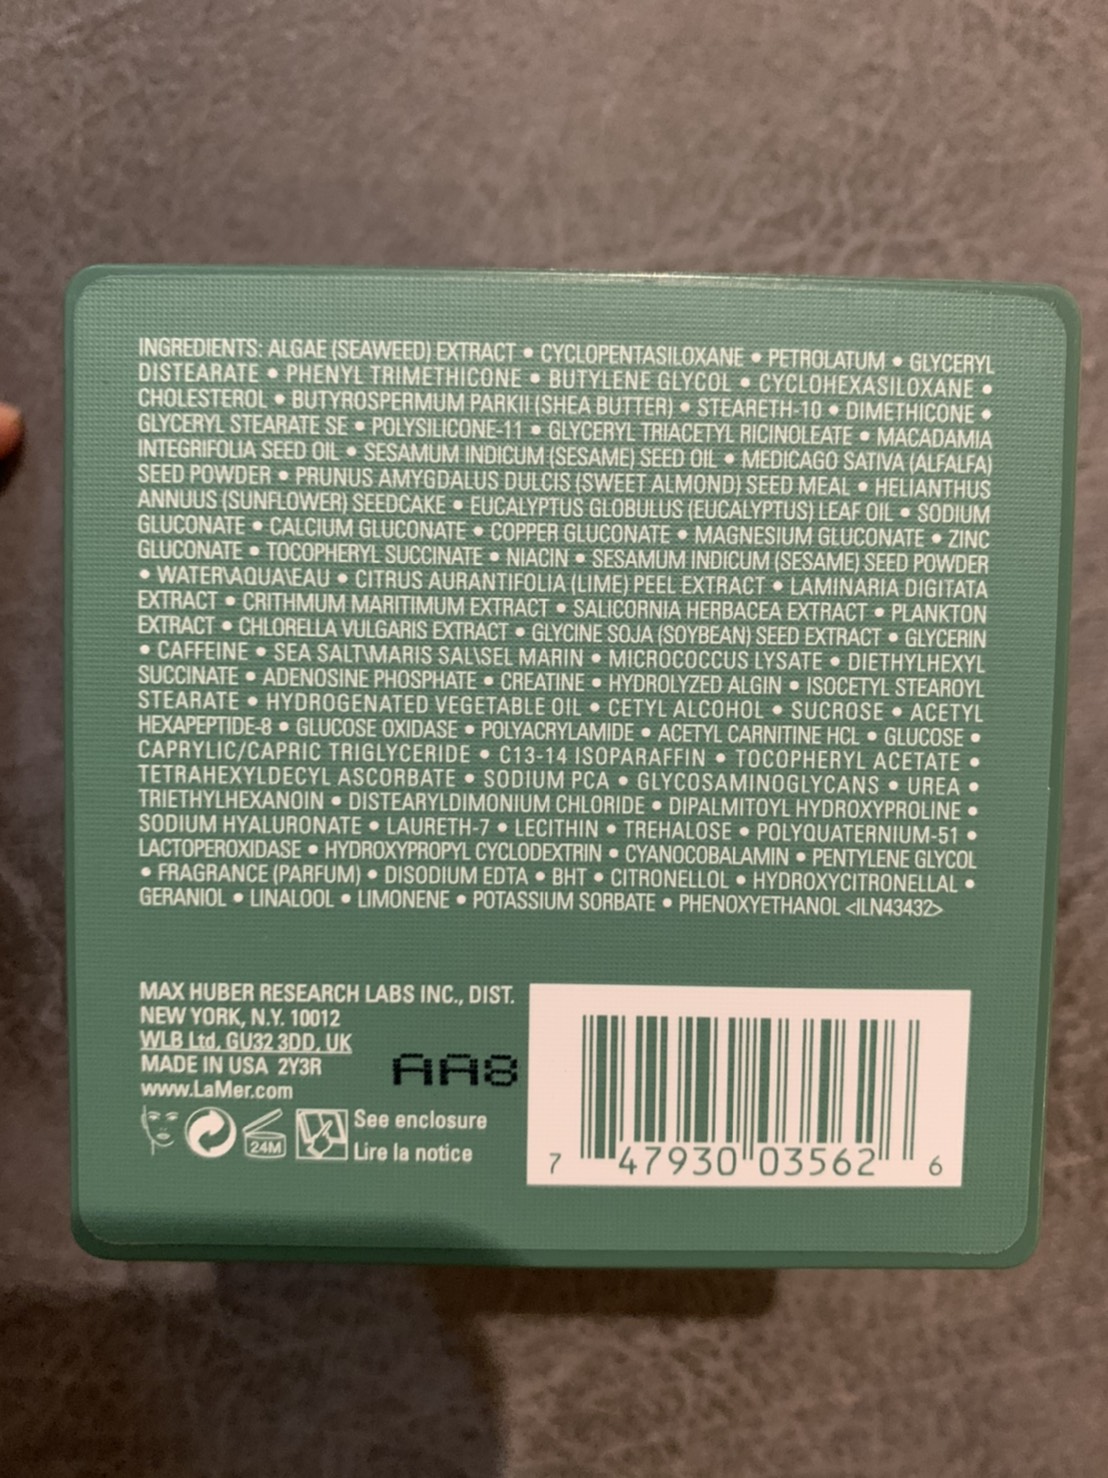 INGREDIENTS: ALGAE (SEAWEED) EXTRACT • CYCLOPENTASILOXANE • PETROLATUM • GLYCERYL
DISTEARATE • PHENYL TRIMETHICONE • BUTYLENE GLYCOL • CYCLOHEXASILOXANE •
CHOLESTEROL • BUTYROSPERMUM PARKII (SHEA BUTTER) • STEARETH-10 • DIMETHICONE •
GLYCERYL STEARATE SE • POLYSILICONE-11 • GLYCERYL TRIACETYL RICINOLEATE • MACADAMIA
INTEGRIFOLIA SEED OIL • SESAMUM INDICUM (SESAME) SEED OIL • MEDICAGO SATIVA (ALFALFA)
SEED POWDER • PRUNUS AMYGDALUS DULCIS (SWEET ALMOND) SEED MEAL • HELIANTHUS
ANNUUS (SUNFLOWER) SEEDCAKE • EUCALYPTUS GLOBULUS (EUCALYPTUS) LEAF OIL • SODIUM
GLUCONATE • CALCIUM GLUCONATE • COPPER GLUCONATE • MAGNESIUM GLUCONATE • ZINC
GLUCONATE • TOCOPHERYL SUCCINATE • NIACIN • SESAMUM INDICUM (SESAME) SEED POWDER
• WATER\AQUA\EAU • CITRUS AURANTIFOLIA (LIME) PEEL EXTRACT • LAMINARIA DIGITATA
EXTRACT • CRITHMUM MARITIMUM EXTRACT • SALICORNIA HERBACEA EXTRACT • PLANKTON
EXTRACT • CHLORELLA VULGARIS EXTRACT • GLYCINE SOJA (SOYBEAN) SEED EXTRACT • GLYCERIN
• CAFFEINE • SEA SALT\MARIS SAL\SEL MARIN • MICROCOCCUS LYSATE • DIETHYLHEXYL
SUCCINATE • ADENOSINE PHOSPHATE • CREATINE • HYDROLYZED ALGIN • ISOCETYL STEAROYL
STEARATE • HYDROGENATED VEGETABLE OIL • CETYL ALCOHOL • SUCROSE • ACETYL
HEXAPEPTIDE-8 • GLUCOSE OXIDASE • POLYACRYLAMIDE • ACETYL CARNITINE HCL • GLUCOSE •
CAPRYLIC/CAPRIC TRIGLYCERIDE • C13-14 ISOPARAFFIN • TOCOPHERYL ACETATE •
TETRAHEXYLDECYL ASCORBATE • SODIUM PCA • GLYCOSAMINOGLYCANS • UREA •
TRIETHYLHEXANOIN • DISTEARYLDIMONIUM CHLORIDE • DIPALMITOYL HYDROXYPROLINE •
SODIUM HYALURONATE • LAURETH-7 • LECITHIN • TREHALOSE • POLYQUATERNIUM-51 •
LACTOPEROXIDASE • HYDROXYPROPYL CYCLODEXTRIN • CYANOCOBALAMIN • PENTYLENE GLYCOL
• FRAGRANCE (PARFUM) • DISODIUM EDTA • BHT • CITRONELLOL • HYDROXYCITRONELLAL •
GERANIOL • LINALOOL • LIMONENE • POTASSIUM SORBATE • PHENOXYETHANOL <ILN43432>
MAX HUBER RESEARCH LABS INC., DIST.
NEW YORK, N.Y. 10012
WLB Ltd, GU32 3DD, UK
MADE IN USA 2Y3R
www.LaMer.com
AA8
24M
See enclosure
Lire la notice
7 47930 03562 6